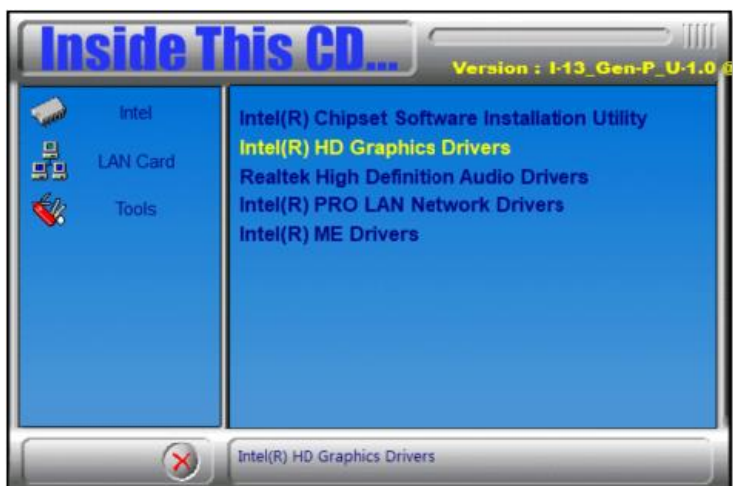 Inside This CD...
Version : I-13_Gen-P_U-1.0 @
Intel
LAN Card
Tools
Intel(R) Chipset Software Installation Utility
Intel(R) HD Graphics Drivers
Realtek High Definition Audio Drivers
Intel(R) PRO LAN Network Drivers
Intel(R) ME Drivers
Intel(R) HD Graphics Drivers